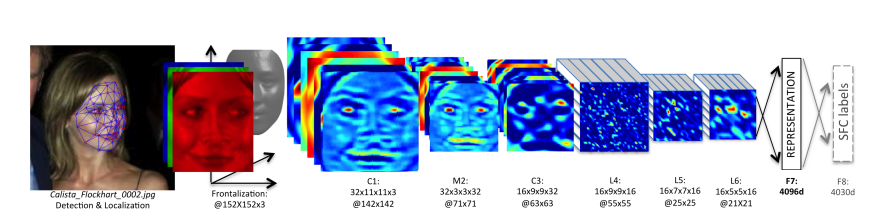 Calista_Flockhart_0002.jpg
Detection & Localization
Frontalization:
@152X152x3
C1:
32x11x11x3
@142x142
M2:
32x3x3x32
@71x71
C3:
16x9x9x32
@63x63
L4:
16x9x9x16
@55x55
L5:
16x7x7x16
@25x25
L6:
16x5x5x16
@21X21
REPRESENTATION
F7:
4096d
SFC labels
F8:
4030d